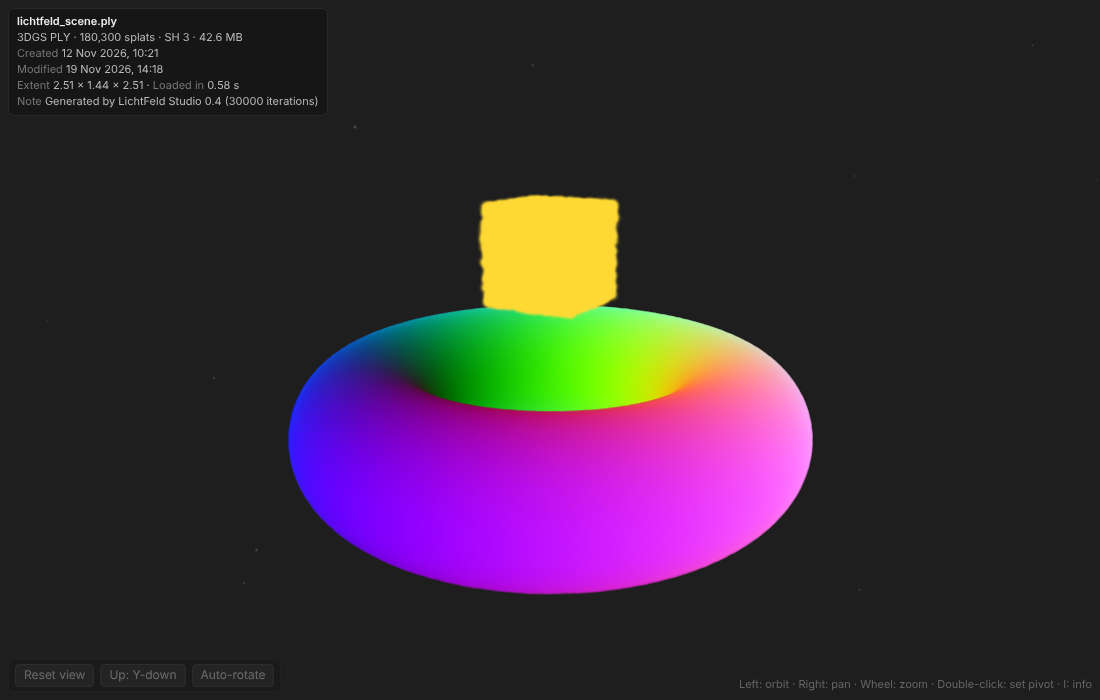 lichtfeld_scene.ply
3DGS PLY · 180,300 splats · SH 3 · 42.6 MB
Created 12 Nov 2026, 10:21
Modified 19 Nov 2026, 14:18
Extent 2.51 × 1.44 × 2.51 · Loaded in 0.58 s
Note Generated by LichtFeld Studio 0.4 (30000 iterations)
Reset view Up: Y-down Auto-rotate
Left: orbit · Right: pan · Wheel: zoom · Double-click: set pivot · I: info